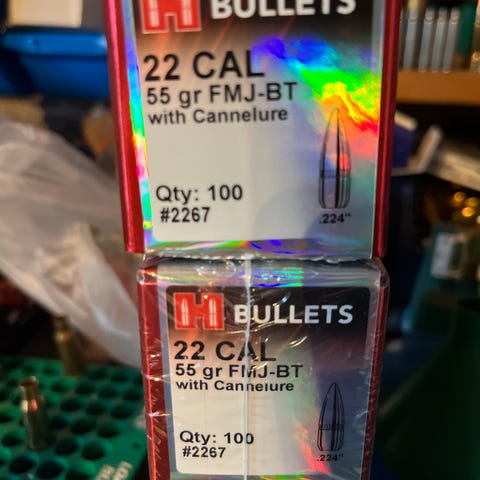 H BULLETS
22 CAL
55 gr FMJ-BT
with Cannelure
Qty: 100
#2267
.224"
H BULLETS
22 CAL
55 gr FMJ-BT
with Cannelure
Qty: 100
#2267
.224"